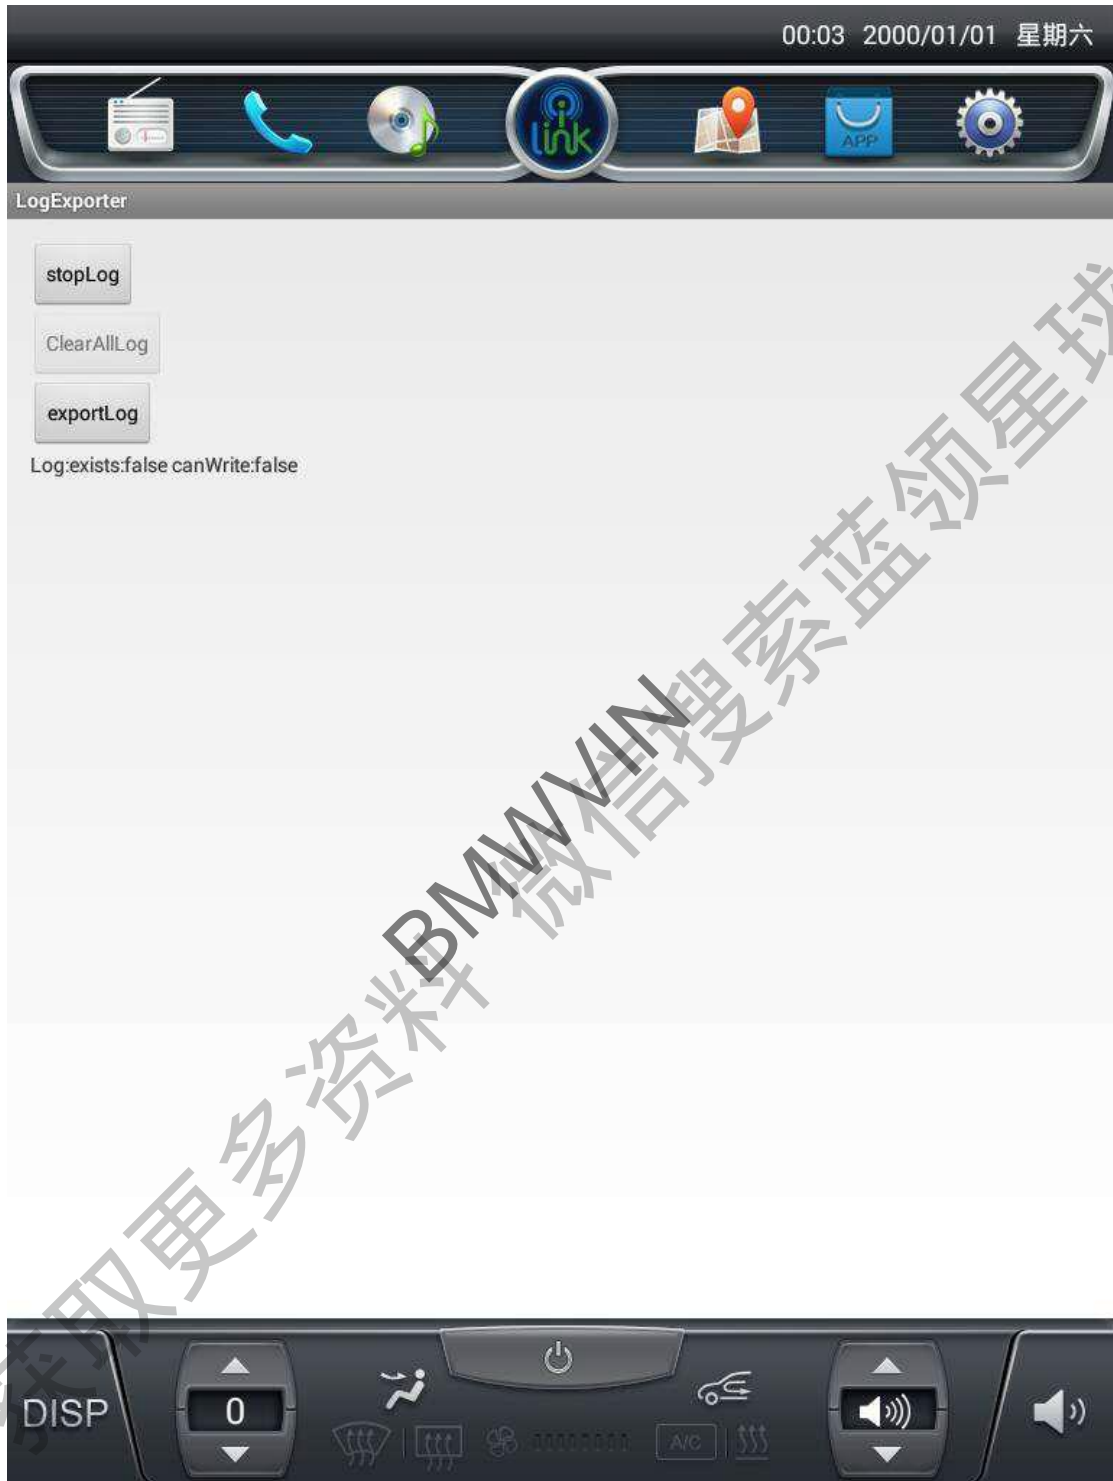 00:03 2000/01/01 星期六
link
APP
LogExporter
stopLog
ClearAllLog
exportLog
Log:exists:false canWrite:false
获取更多资料 微信搜索蓝领星球
BMWVIN
DISP
0
A/C